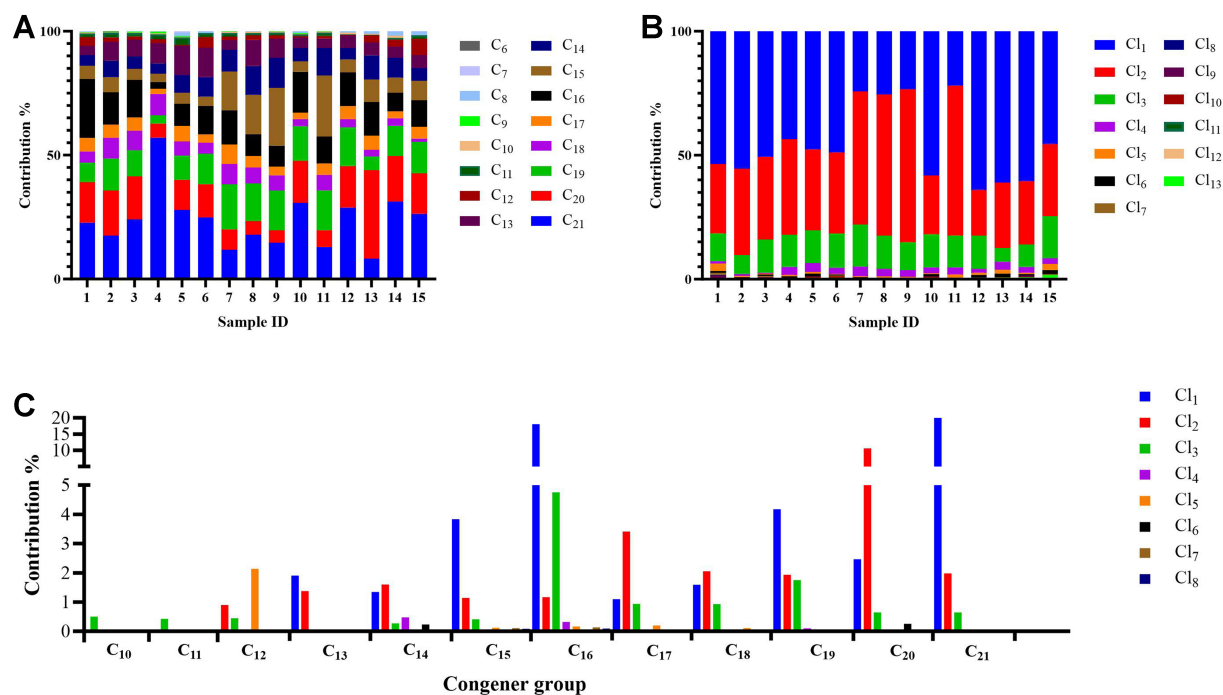 A
Contribution %
100
50
0
1 2 3 4 5 6 7 8 9 10 11 12 13 14 15
Sample ID
C₆ C₁₄
C₇ C₁₅
C₈ C₁₆
C₉ C₁₇
C₁₀ C₁₈
C₁₁ C₁₉
C₁₂ C₂₀
C₁₃ C₂₁
B
Contribution %
100
50
0
1 2 3 4 5 6 7 8 9 10 11 12 13 14 15
Sample ID
Cl₁ Cl₈
Cl₂ Cl₉
Cl₃ Cl₁₀
Cl₄ Cl₁₁
Cl₅ Cl₁₂
Cl₆ Cl₁₃
Cl₇
C
Contribution %
20
15
10
5
4
3
2
1
0
C₁₀ C₁₁ C₁₂ C₁₃ C₁₄ C₁₅ C₁₆ C₁₇ C₁₈ C₁₉ C₂₀ C₂₁
Congener group
Cl₁
Cl₂
Cl₃
Cl₄
Cl₅
Cl₆
Cl₇
Cl₈